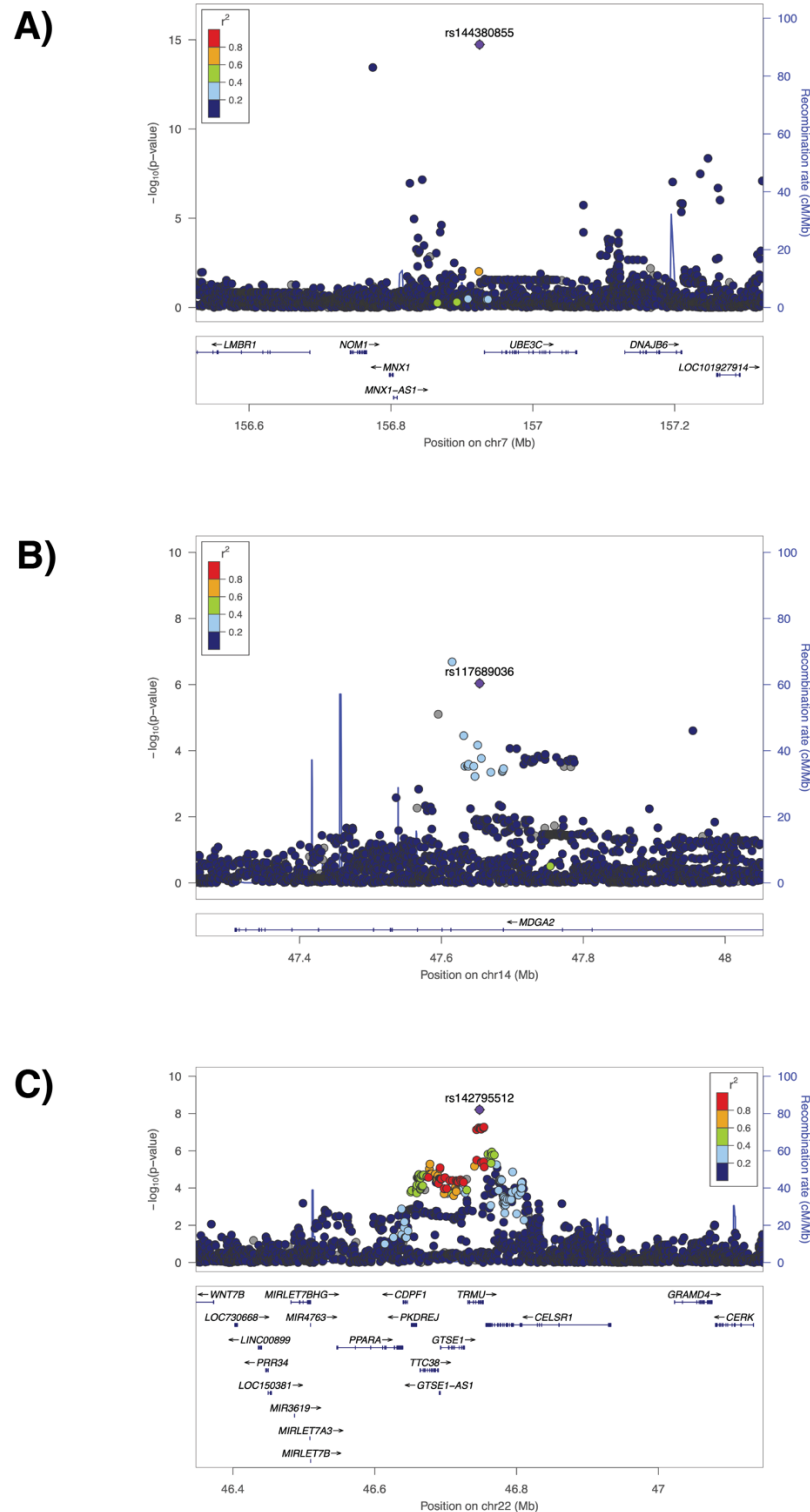 A)
r²
0.8
0.6
0.4
0.2
rs144380855
0
5
10
15
−log₁₀(p−value)
0
20
40
60
80
100
Recombination rate (cM/Mb)
←LMBR1
NOM1→
UBE3C→
DNAJB6→
←MNX1
LOC101927914→
MNX1−AS1→
156.6
156.8
157
157.2
Position on chr7 (Mb)
B)
r²
0.8
0.6
0.4
0.2
rs117689036
0
2
4
6
8
10
−log₁₀(p−value)
0
20
40
60
80
100
Recombination rate (cM/Mb)
←MDGA2
47.4
47.6
47.8
48
Position on chr14 (Mb)
C)
r²
0.8
0.6
0.4
0.2
rs142795512
0
2
4
6
8
10
−log₁₀(p−value)
0
20
40
60
80
100
Recombination rate (cM/Mb)
←WNT7B
MIRLET7BHG→
←CDPF1
TRMU→
GRAMD4→
LOC730668→
MIR4763→
←PKDREJ
←CELSR1
←CERK
←LINC00899
PPARA→
GTSE1→
←PRR34
TTC38→
LOC150381→
←GTSE1−AS1
MIR3619→
MIRLET7A3→
MIRLET7B→
46.4
46.6
46.8
47
Position on chr22 (Mb)